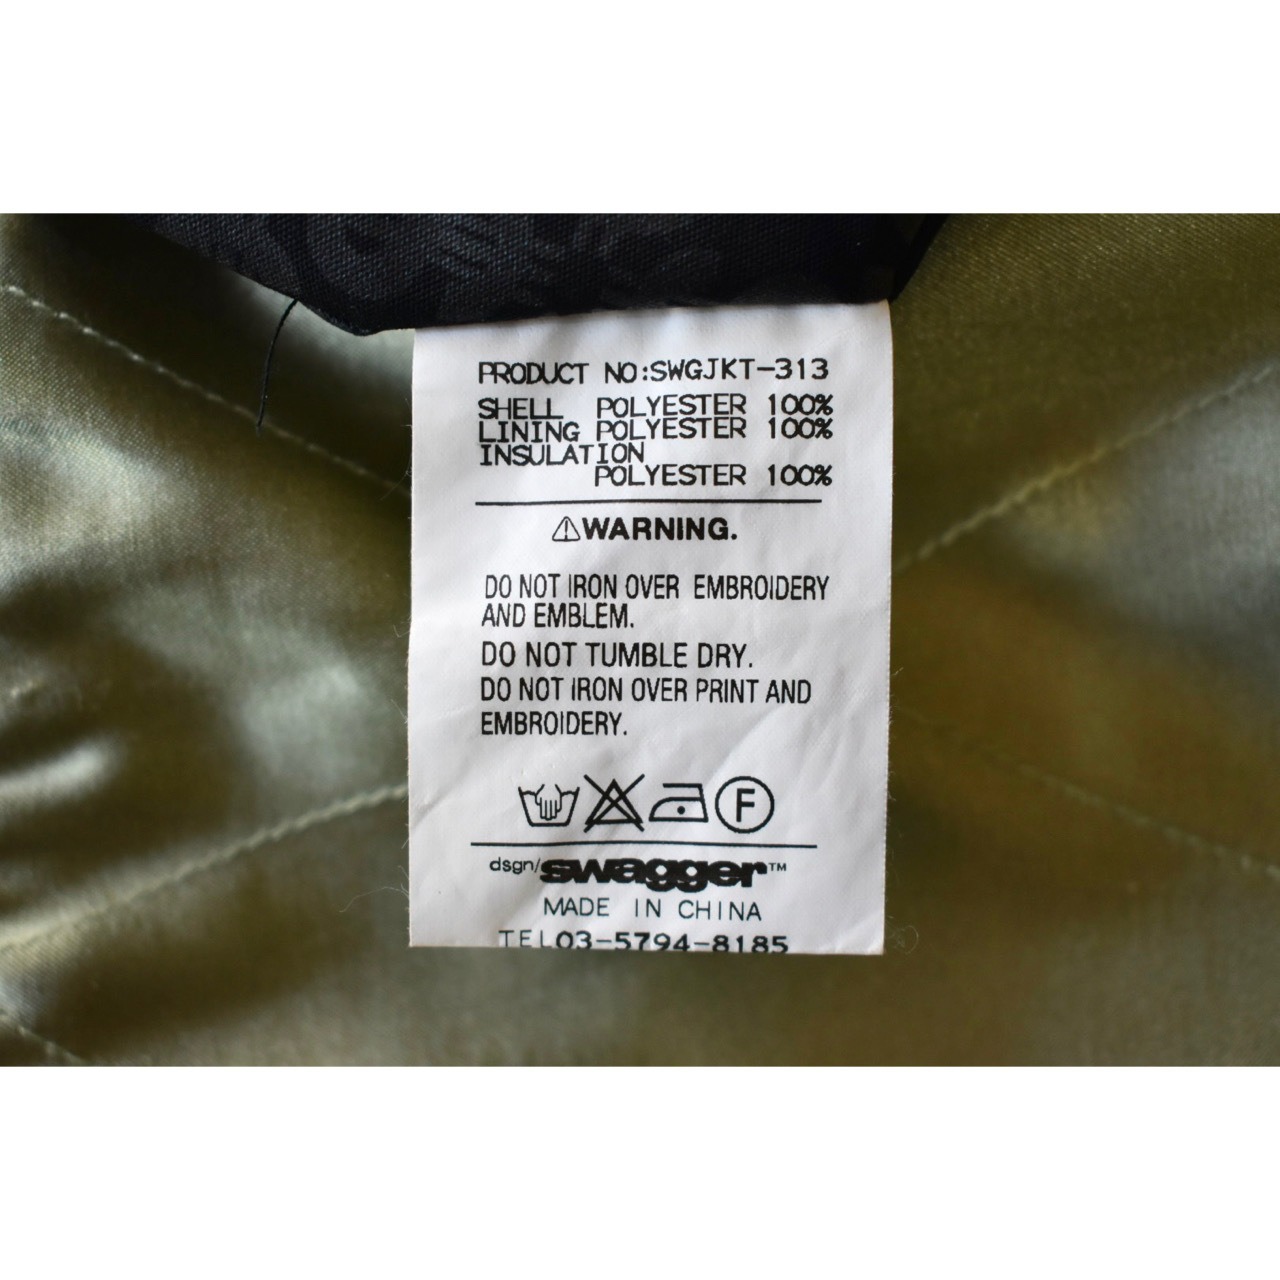 PRODUCT NO:SWGJKT-313
SHELL POLYESTER 100%
LINING POLYESTER 100%
INSULATION
POLYESTER 100%
⚠WARNING.
DO NOT IRON OVER EMBROIDERY
AND EMBLEM.
DO NOT TUMBLE DRY.
DO NOT IRON OVER PRINT AND
EMBROIDERY.
F
dsgn/swagger™
MADE IN CHINA
TEL03-5794-8185